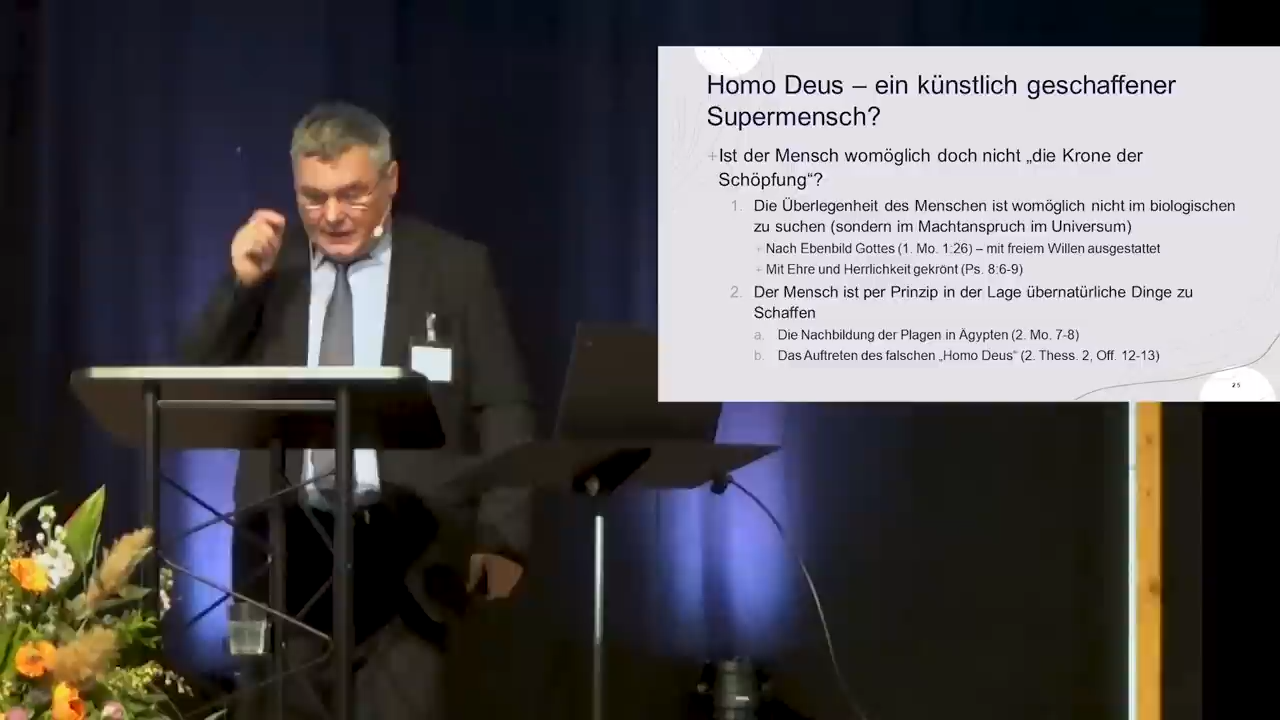 Homo Deus – ein künstlich geschaffener
Supermensch?
+Ist der Mensch womöglich doch nicht „die Krone der
Schöpfung“?
1. Die Überlegenheit des Menschen ist womöglich nicht im biologischen
zu suchen (sondern im Machtanspruch im Universum)
+ Nach Ebenbild Gottes (1. Mo. 1:26) – mit freiem Willen ausgestattet
+ Mit Ehre und Herrlichkeit gekrönt (Ps. 8:6-9)
2. Der Mensch ist per Prinzip in der Lage übernatürliche Dinge zu
Schaffen
a. Die Nachbildung der Plagen in Ägypten (2. Mo. 7-8)
b. Das Auftreten des falschen „Homo Deus“ (2. Thess. 2, Off. 12-13)
25